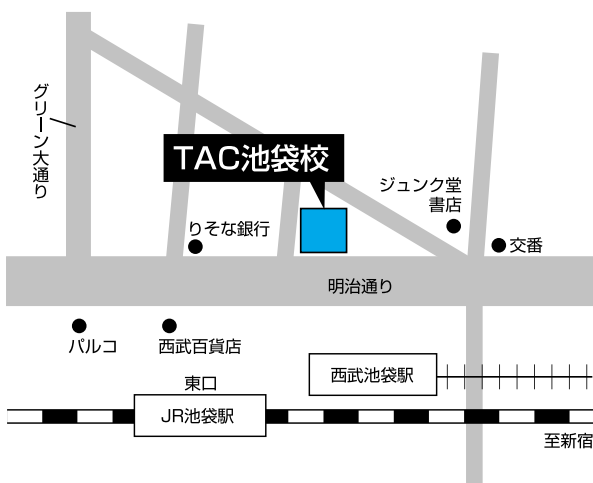 グリーン大通り
TAC池袋校
ジュンク堂
書店
りそな銀行
交番
明治通り
パルコ
西武百貨店
西武池袋駅
東口
JR池袋駅
至新宿